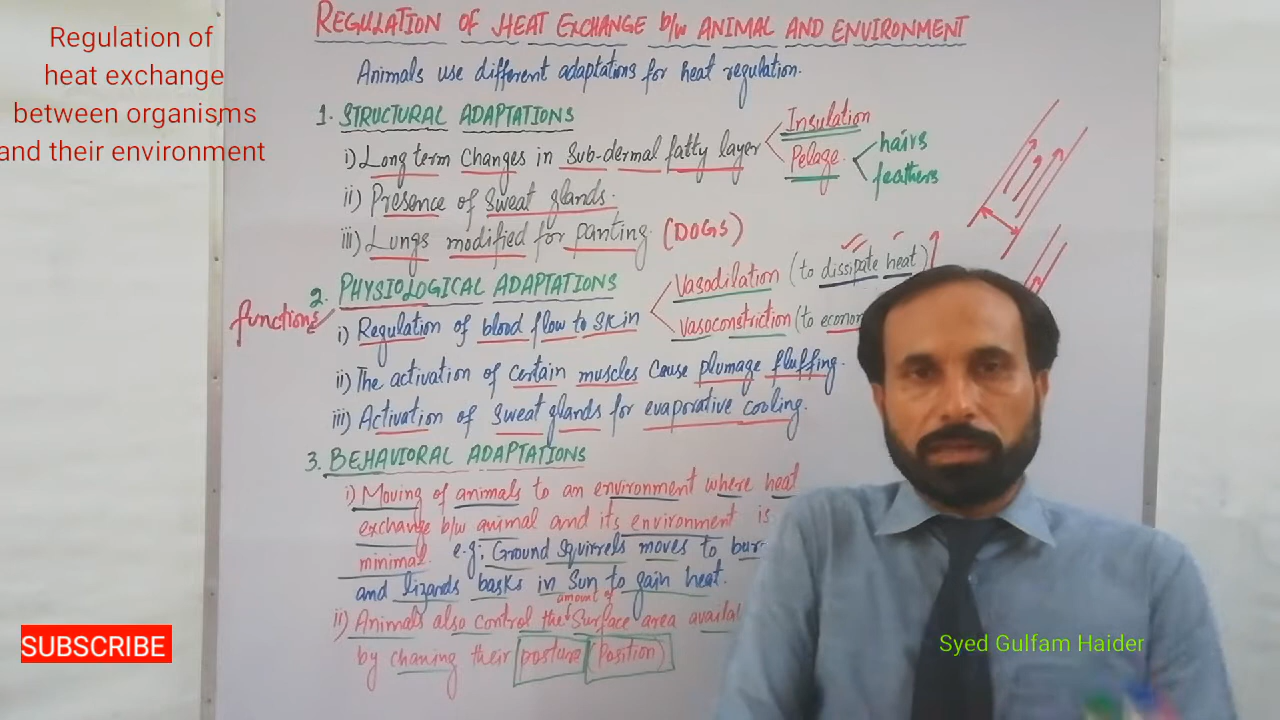 Regulation of
heat exchange
between organisms
and their environment
REGULATION OF HEAT EXCHANGE b/w ANIMAL AND ENVIRONMENT
Animals use different adaptations for heat regulation.
1. STRUCTURAL ADAPTATIONS
i) Long term Changes in Sub-dermal fatty layer
Insulation
Pelage.
hairs
feathers
ii) Presence of Sweat glands.
iii) Lungs modified for panting. (DOGS)
2. PHYSIOLOGICAL ADAPTATIONS
functions
i) Regulation of blood flow to skin
Vasodilation (to dissipate heat)
Vasoconstriction (to econo
ii) The activation of certain muscles cause plumage fluffing.
iii) Activation of Sweat glands for evaporative cooling.
3. BEHAVIORAL ADAPTATIONS
i) Moving of animals to an environment where heat
exchange b/w animal and its environment is
minimal. e.g; Ground Squirrels moves to bur
and lizards basks in Sun to gain heat.
amount of
ii) Animals also control the Surface area availa
by chaning their posture (Position)
SUBSCRIBE
Syed Gulfam Haider